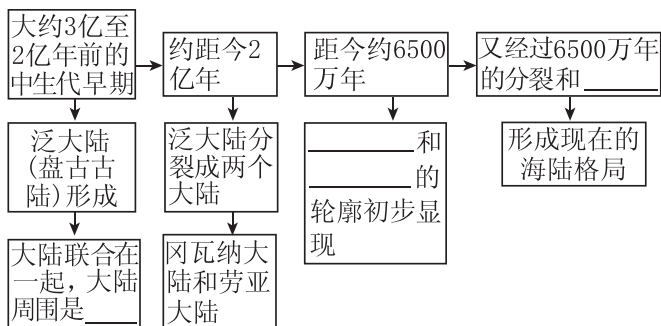 大约3亿至
2亿年前的
中生代早期
约距今2
亿年
距今约6500
万年
又经过6500万年
的分裂和______
泛大陆
(盘古古
陆)形成
泛大陆分
裂成两个
大陆
________和
________的
轮廓初步显
现
形成现在的
海陆格局
大陆联合在
一起，大陆
周围是____
冈瓦纳大
陆和劳亚
大陆